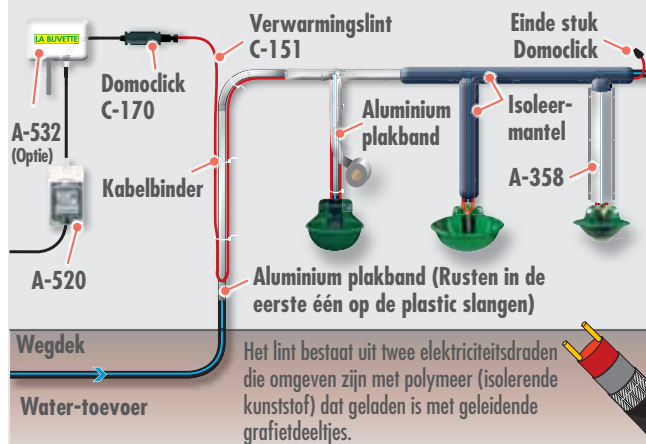 LA BUVETTE
Verwarmingslint
C-151
Einde stuk
Domoclick
Domoclick
C-170
A-532
(Optie)
Aluminium
plakband
Isoleer-
mantel
Kabelbinder
A-358
A-520
Aluminium plakband (Rusten in de
eerste één op de plastic slangen)
Wegdek
Het lint bestaat uit twee elektriciteitsdraden
die omgeven zijn met polymeer (isolerende
kunststof) dat geladen is met geleidende
grafietdeeltjes.
Water-toevoer